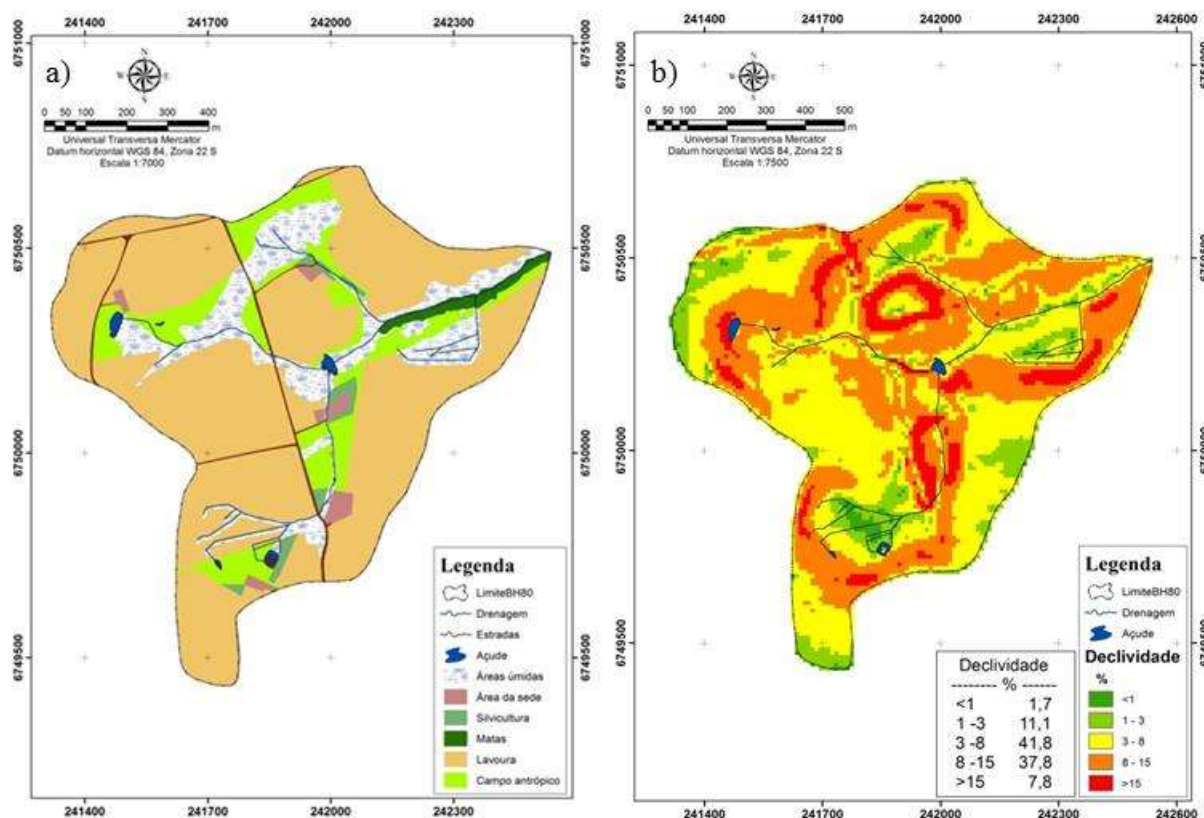 241400 241700 242000 242300
6751000
6750500
6750000
6749500
a)
N
W E
S
0 50 100 200 300 400
m
Universal Transversa Mercator
Datum horizontal WGS 84, Zona 22 S
Escala 1:7000
Legenda
LimiteBH80
Drenagem
Estradas
Açude
Áreas úmidas
Área da sede
Silvicultura
Matas
Lavoura
Campo antrópico
6751000
6750500
6750000
6749500
241400 241700 242000 242300
241400 241700 242000 242300 242600
b)
N
W E
S
0 50 100 200 300 400 500
m
Universal Transversa Mercator
Datum horizontal WGS 84, Zona 22 S
Escala 1:7500
Declividade
-------- % ------
<1 1,7
1 -3 11,1
3 -8 41,8
8 -15 37,8
>15 7,8
Legenda
LimiteBH80
Drenagem
Açude
Declividade
%
<1
1 - 3
3 - 8
8 - 15
>15
6751000
6750500
6750000
241400 241700 242000 242300 242600